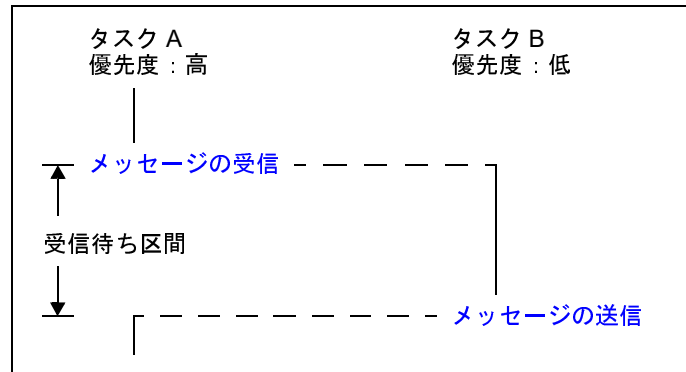 タスク A
優先度：高
タスク B
優先度：低
メッセージの受信
受信待ち区間
メッセージの送信